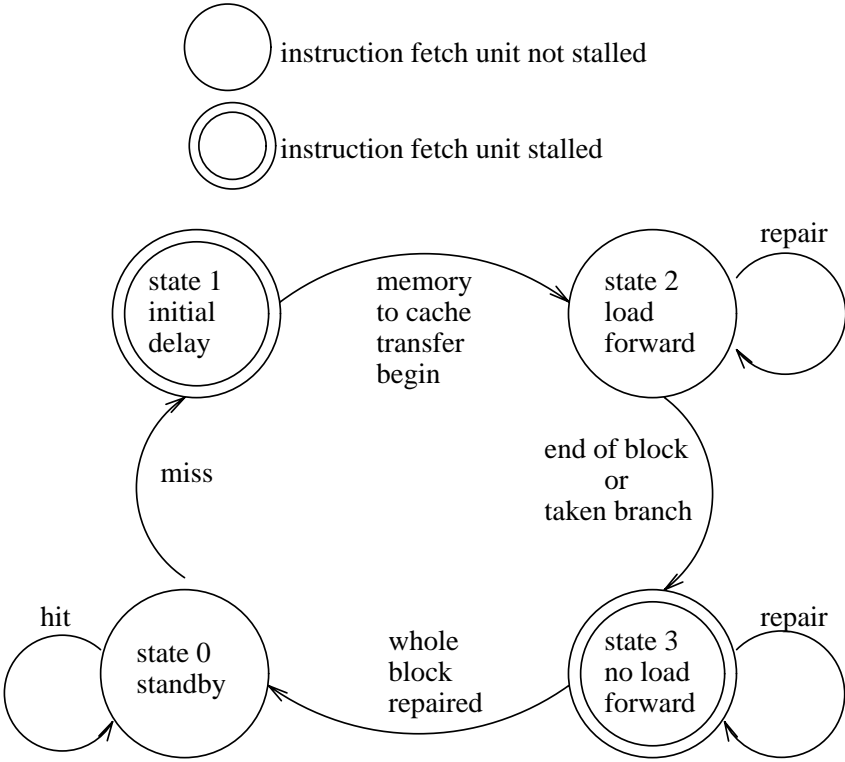 instruction fetch unit not stalled
instruction fetch unit stalled
state 1
initial
delay
memory
to cache
transfer
begin
state 2
load
forward
repair
miss
end of block
or
taken branch
hit
state 0
standby
whole
block
repaired
state 3
no load
forward
repair